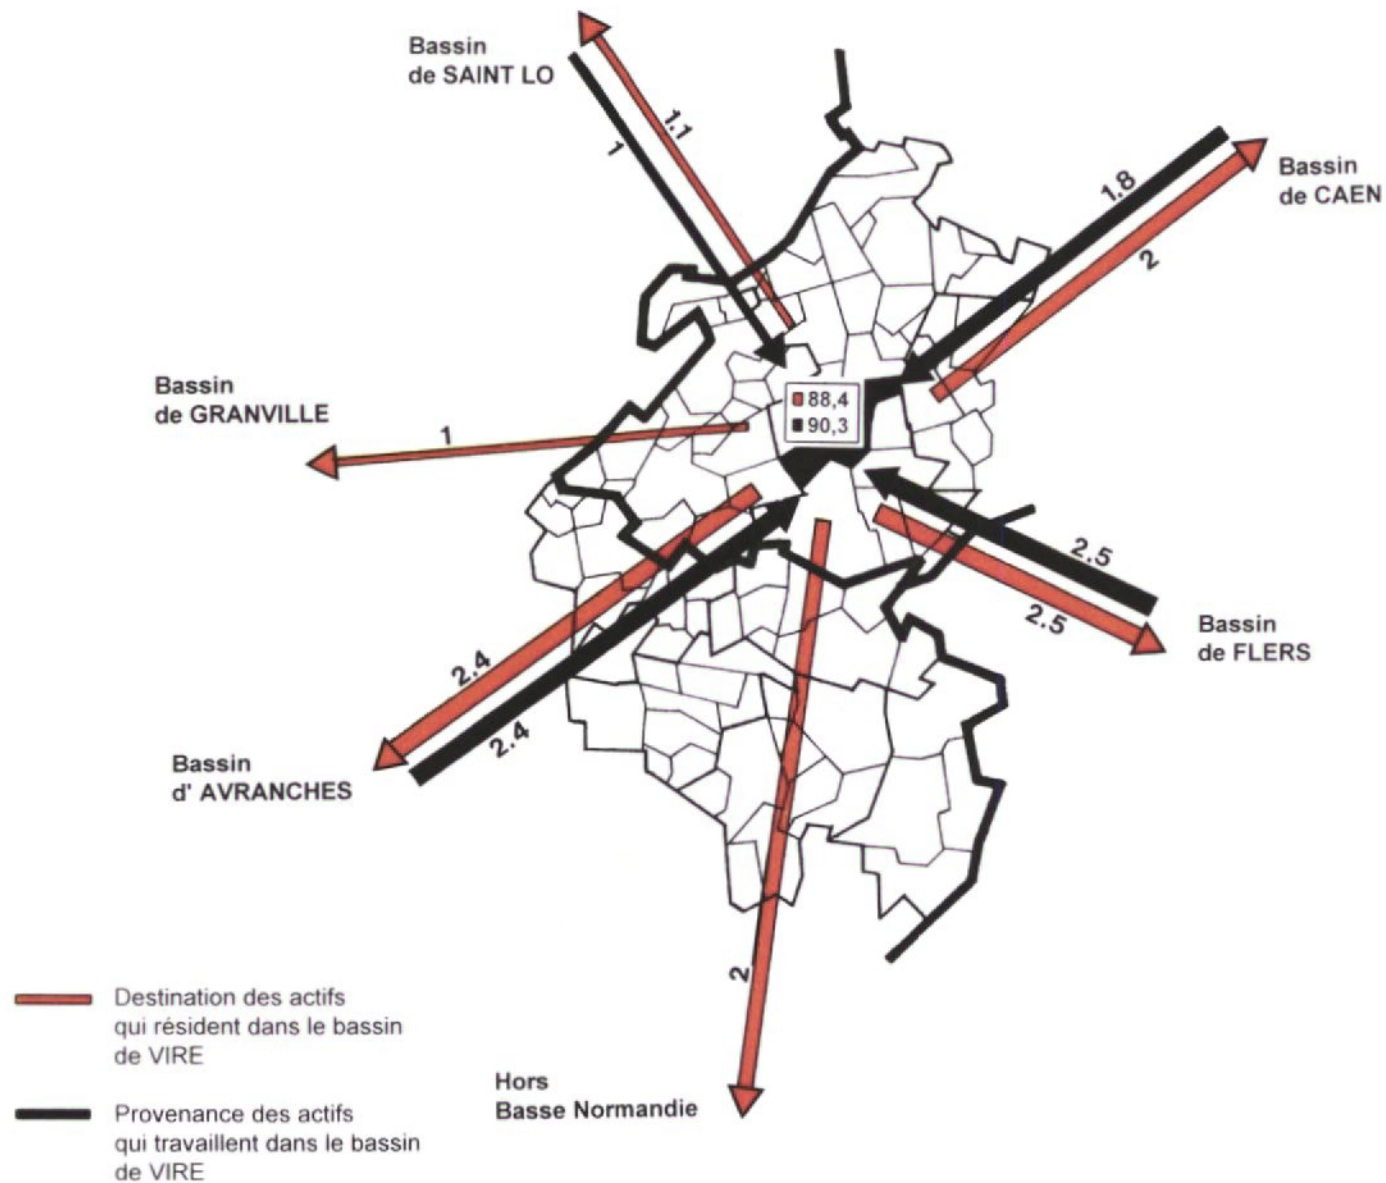 Bassin
de SAINT LO
1.1
1
1.8
Bassin
de CAEN
2
Bassin
de GRANVILLE
1
88,4
90,3
2.5
2.5
Bassin
de FLERS
2.4
2.4
Bassin
d' AVRANCHES
2
Destination des actifs
qui résident dans le bassin
de VIRE
Hors
Basse Normandie
Provenance des actifs
qui travaillent dans le bassin
de VIRE